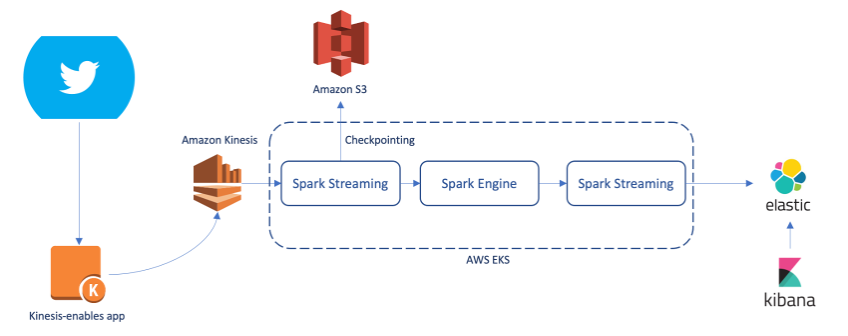 Amazon S3
Amazon Kinesis
Checkpointing
Spark Streaming
Spark Engine
Spark Streaming
elastic
AWS EKS
K
Kinesis-enables app
kibana